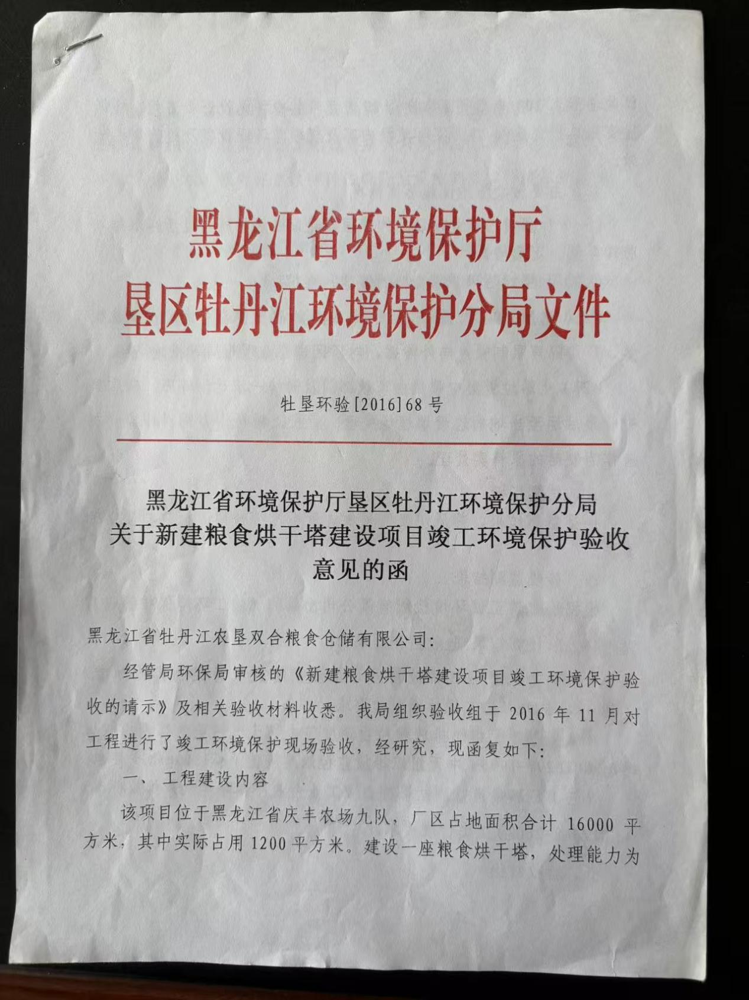 黑龙江省环境保护厅
垦区牡丹江环境保护分局文件
牡垦环验[2016]68号
黑龙江省环境保护厅垦区牡丹江环境保护分局
关于新建粮食烘干塔建设项目竣工环境保护验收
意见的函
黑龙江省牡丹江农垦双合粮食仓储有限公司：
经管局环保局审核的《新建粮食烘干塔建设项目竣工环境保护验
收的请示》及相关验收材料收悉。我局组织验收组于 2016 年 11 月对
工程进行了竣工环境保护现场验收，经研究，现函复如下：
一、 工程建设内容
该项目位于黑龙江省庆丰农场九队，厂区占地面积合计 16000 平
方米，其中实际占用1200平方米。建设一座粮食烘干塔，处理能力为